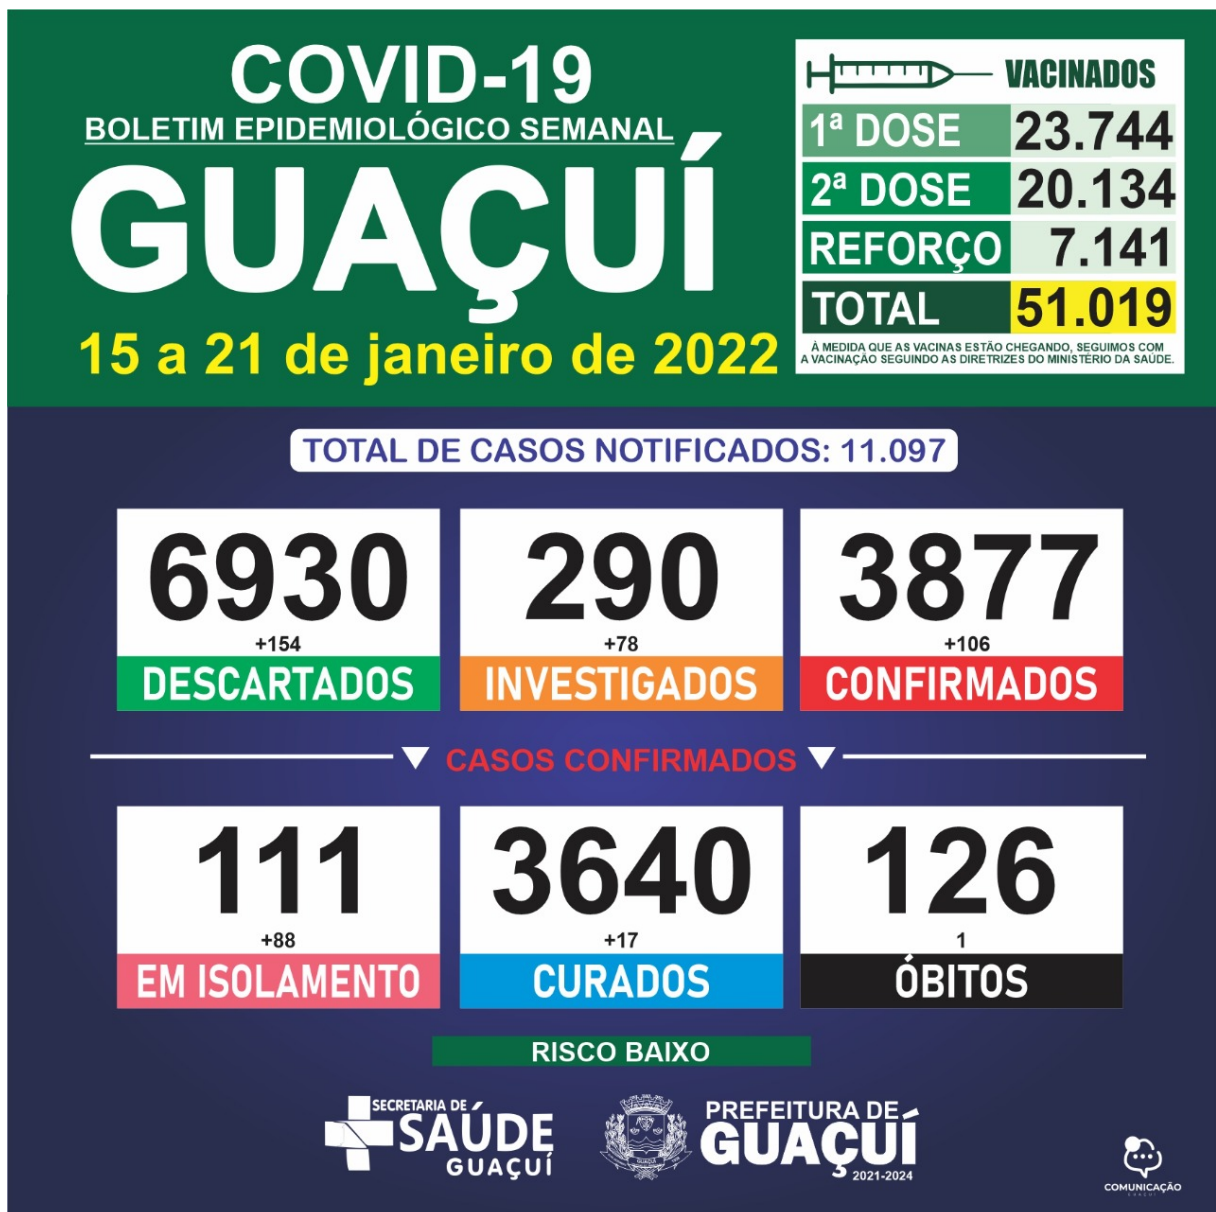 COVID-19
BOLETIM EPIDEMIOLÓGICO SEMANAL
GUAÇUÍ
15 a 21 de janeiro de 2022
VACINADOS
1ª DOSE 23.744
2ª DOSE 20.134
REFORÇO 7.141
TOTAL 51.019
À MEDIDA QUE AS VACINAS ESTÃO CHEGANDO, SEGUIMOS COM
A VACINAÇÃO SEGUINDO AS DIRETRIZES DO MINISTÉRIO DA SAÚDE.
TOTAL DE CASOS NOTIFICADOS: 11.097
6930
+154
DESCARTADOS
290
+78
INVESTIGADOS
3877
+106
CONFIRMADOS
CASOS CONFIRMADOS
111
+88
EM ISOLAMENTO
3640
+17
CURADOS
126
1
ÓBITOS
RISCO BAIXO
SECRETARIA DE
SAÚDE
GUAÇUÍ
PREFEITURA DE
GUAÇUÍ
2021-2024
COMUNICAÇÃO